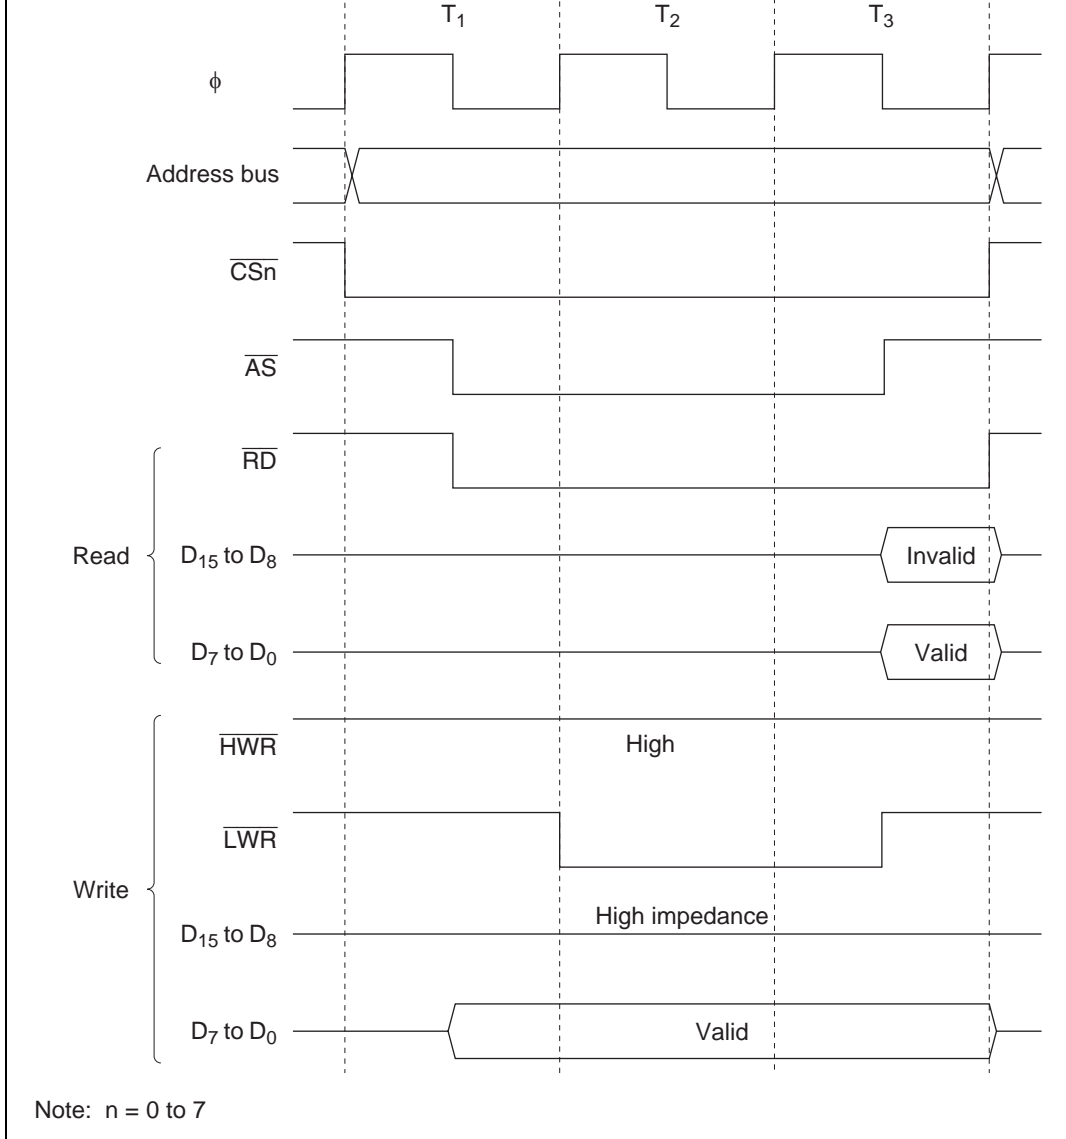 T1 T2 T3
ϕ
Address bus
CSn
AS
RD
Read
D15 to D8 Invalid
D7 to D0 Valid
HWR High
LWR
Write
High impedance
D15 to D8
D7 to D0 Valid
Note: n = 0 to 7